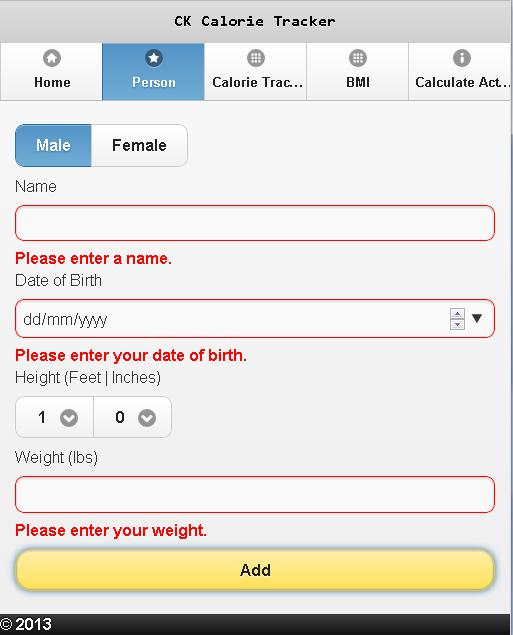 CK Calorie Tracker
Home Person Calorie Trac... BMI Calculate Act...
Male Female
Name
Please enter a name.
Date of Birth
dd/mm/yyyy
Please enter your date of birth.
Height (Feet | Inches)
1 0
Weight (lbs)
Please enter your weight.
Add
© 2013